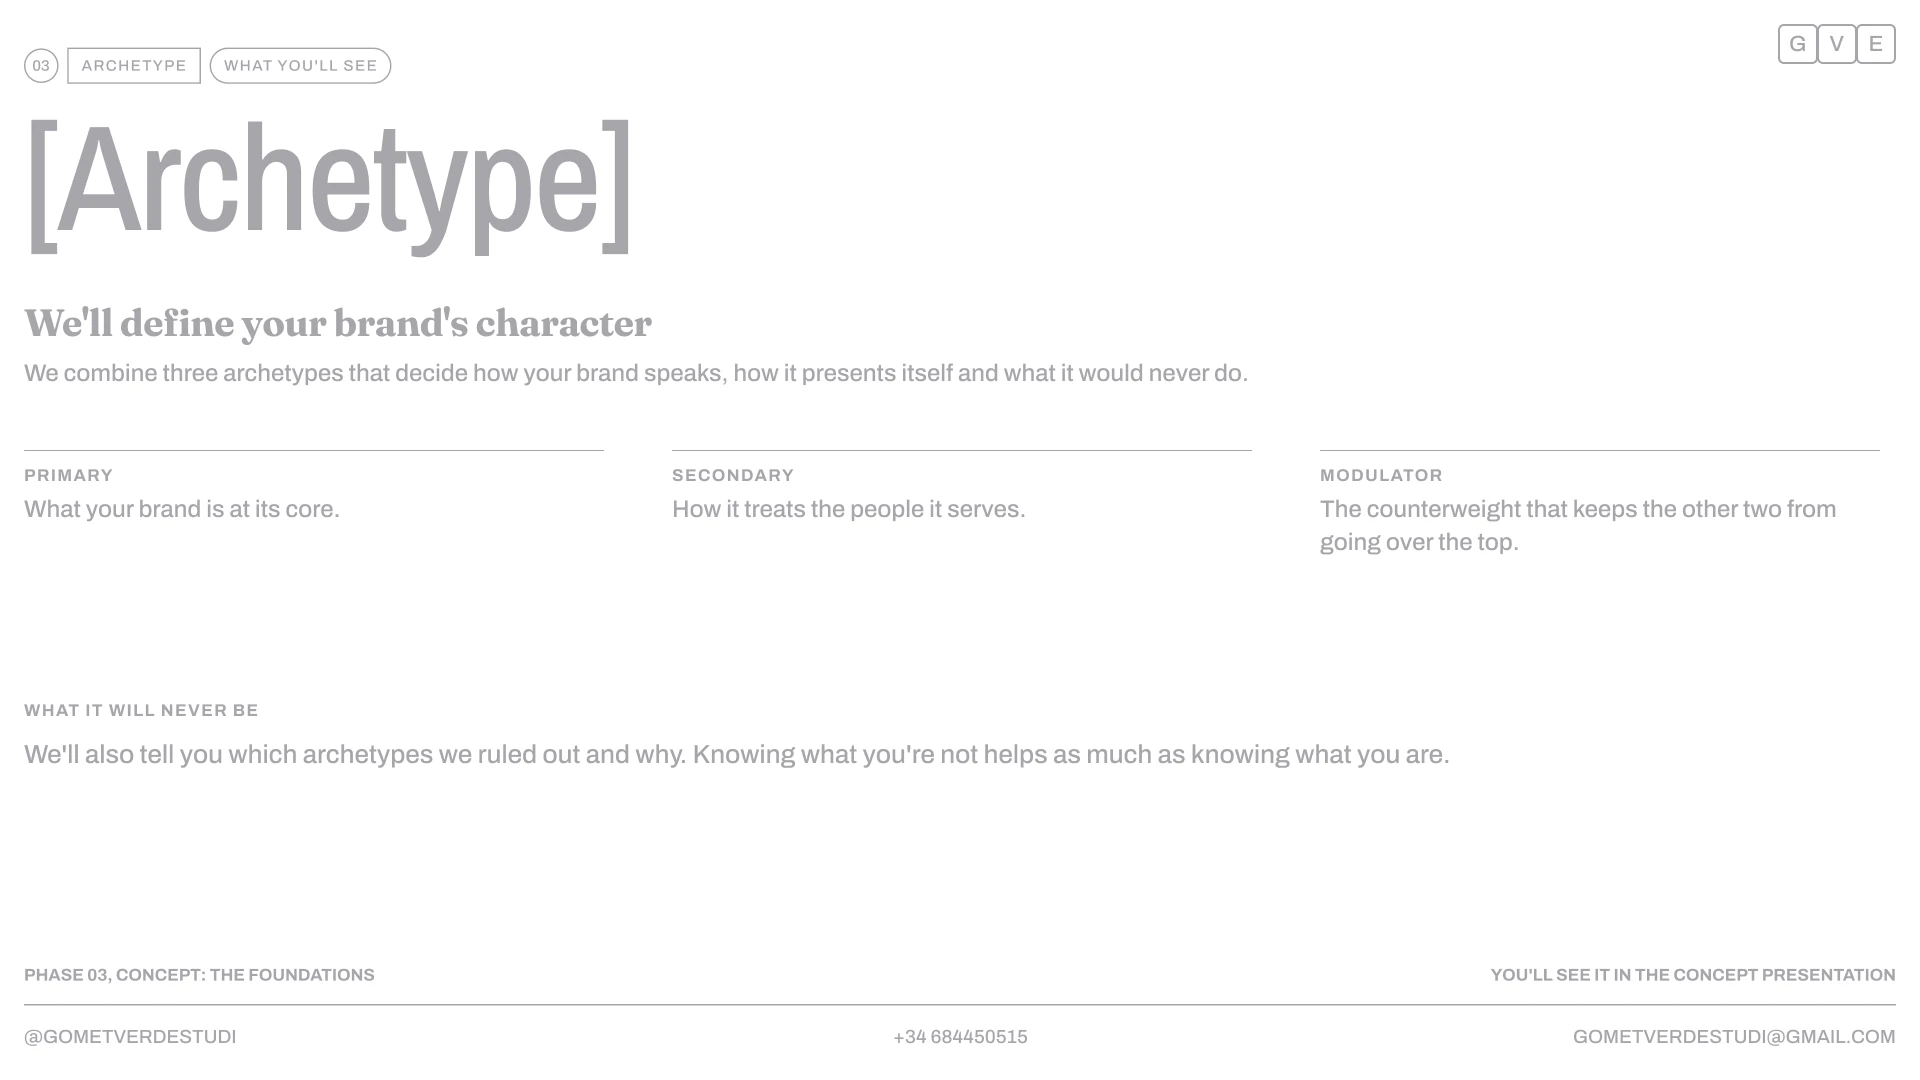 03 ARCHETYPE WHAT YOU'LL SEE
G V E
[Archetype]
We'll define your brand's character
We combine three archetypes that decide how your brand speaks, how it presents itself and what it would never do.
PRIMARY
What your brand is at its core.
SECONDARY
How it treats the people it serves.
MODULATOR
The counterweight that keeps the other two from
going over the top.
WHAT IT WILL NEVER BE
We'll also tell you which archetypes we ruled out and why. Knowing what you're not helps as much as knowing what you are.
PHASE 03, CONCEPT: THE FOUNDATIONS
YOU'LL SEE IT IN THE CONCEPT PRESENTATION
@GOMETVERDESTUDI
+34 684450515
GOMETVERDESTUDI@GMAIL.COM